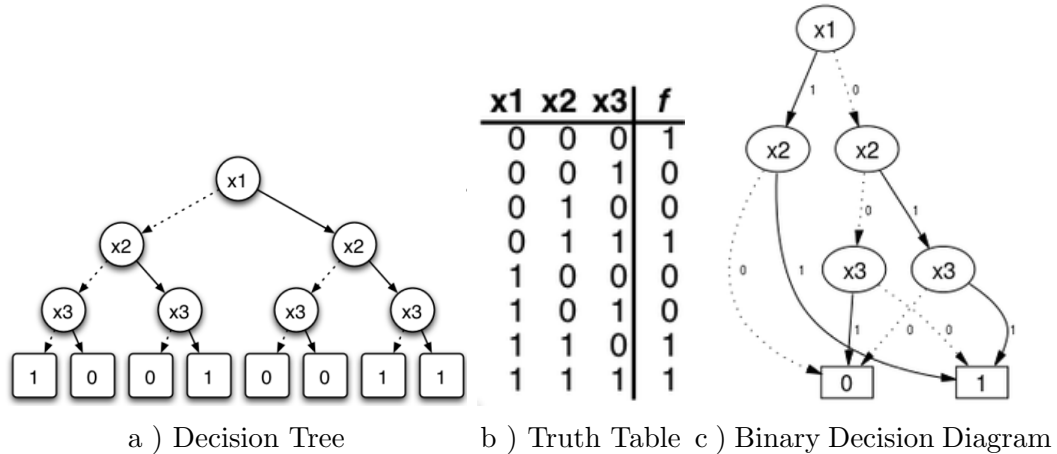 x1
x2 x2
x3 x3 x3 x3
1 0 0 1 0 0 1 1
a ) Decision Tree
x1 x2 x3 f
0 0 0 1
0 0 1 0
0 1 0 0
0 1 1 1
1 0 0 0
1 0 1 0
1 1 0 1
1 1 1 1
b ) Truth Table
x1
1 0
x2 x2
0 1
x3 x3
0 1
1 0 0 1
0 1
c ) Binary Decision Diagram